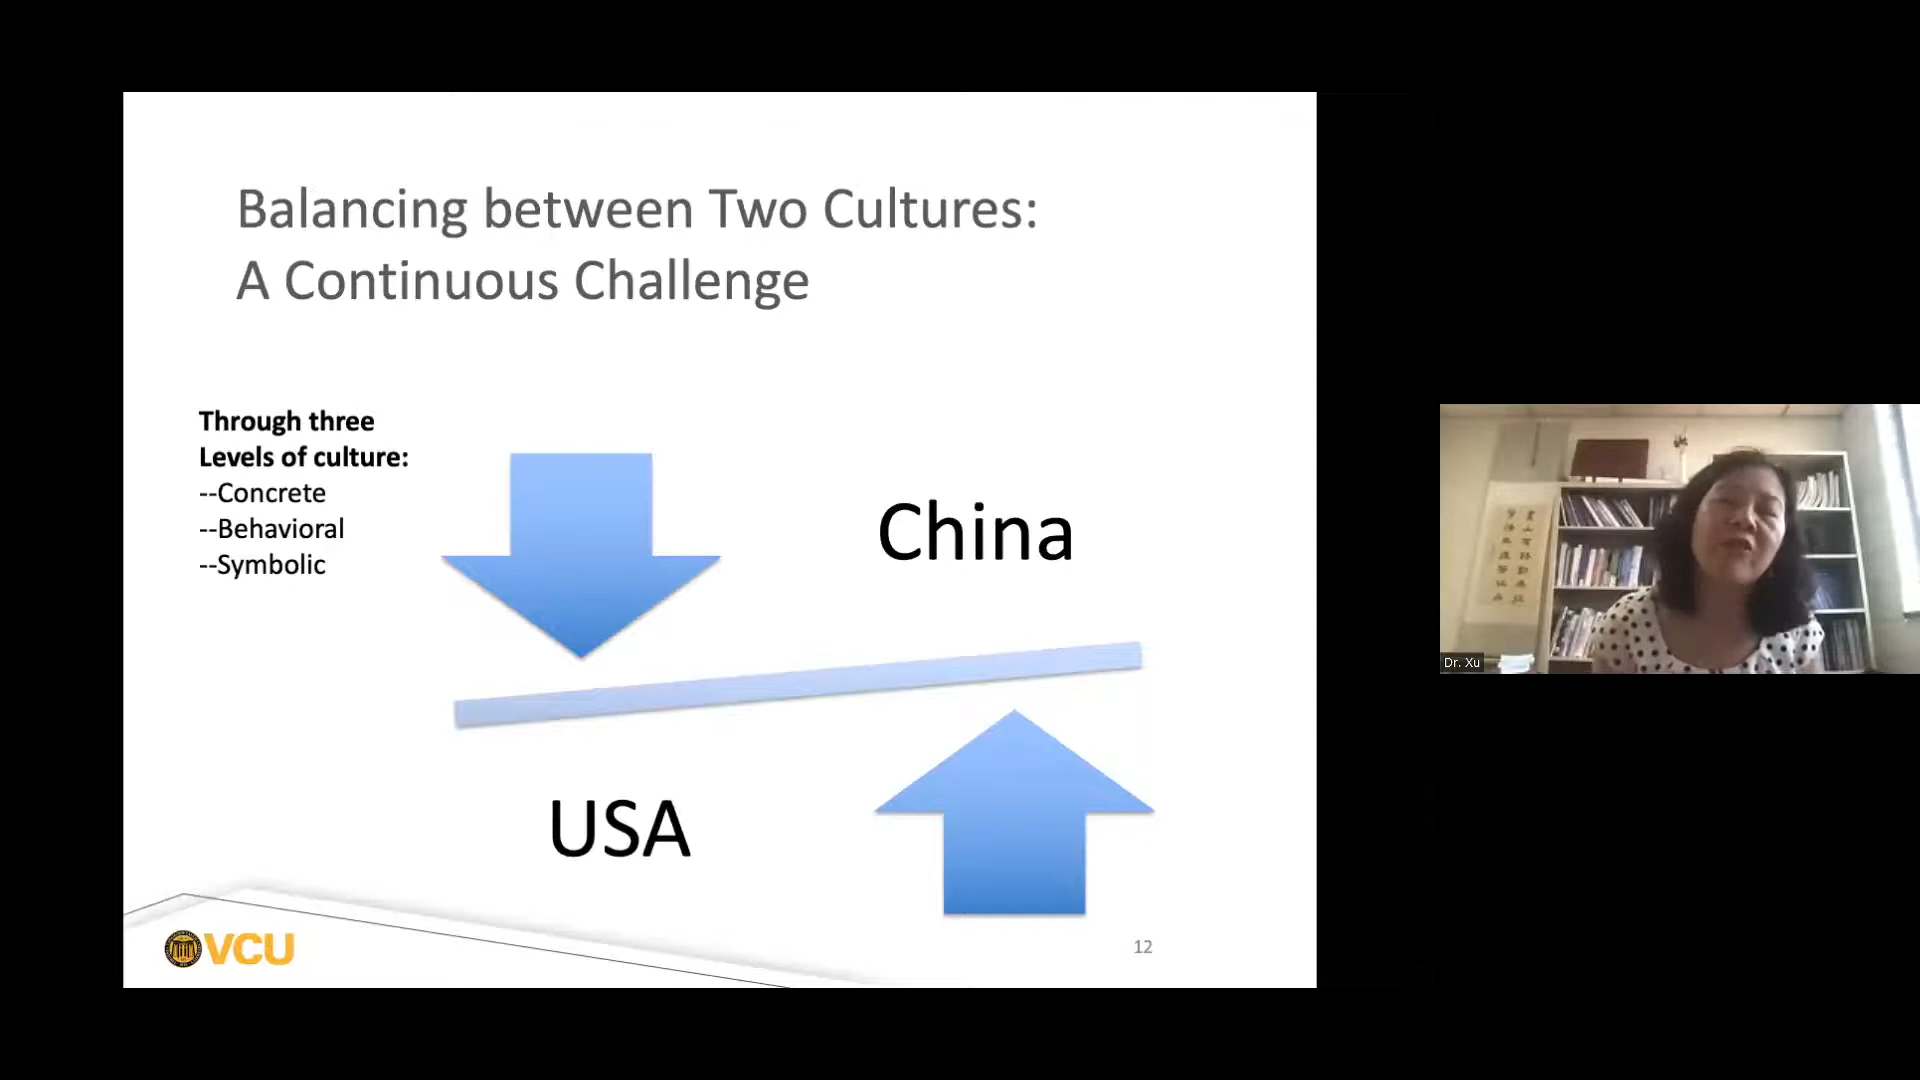 Balancing between Two Cultures:
A Continuous Challenge
Through three
Levels of culture:
--Concrete
--Behavioral
--Symbolic
China
USA
VCU
12
Dr. Xu